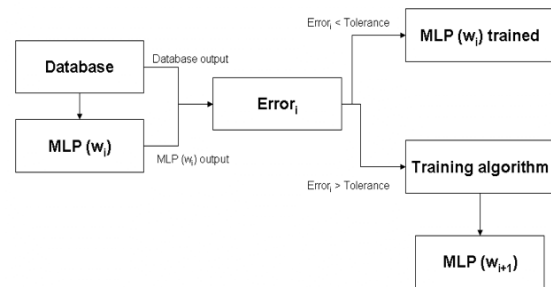 Error_i < Tolerance
MLP (w_i) trained
Database
Database output
Error_i
MLP (w_i)
MLP (w_i) output
Training algorithm
Error_i > Tolerance
MLP (w_{i+1})